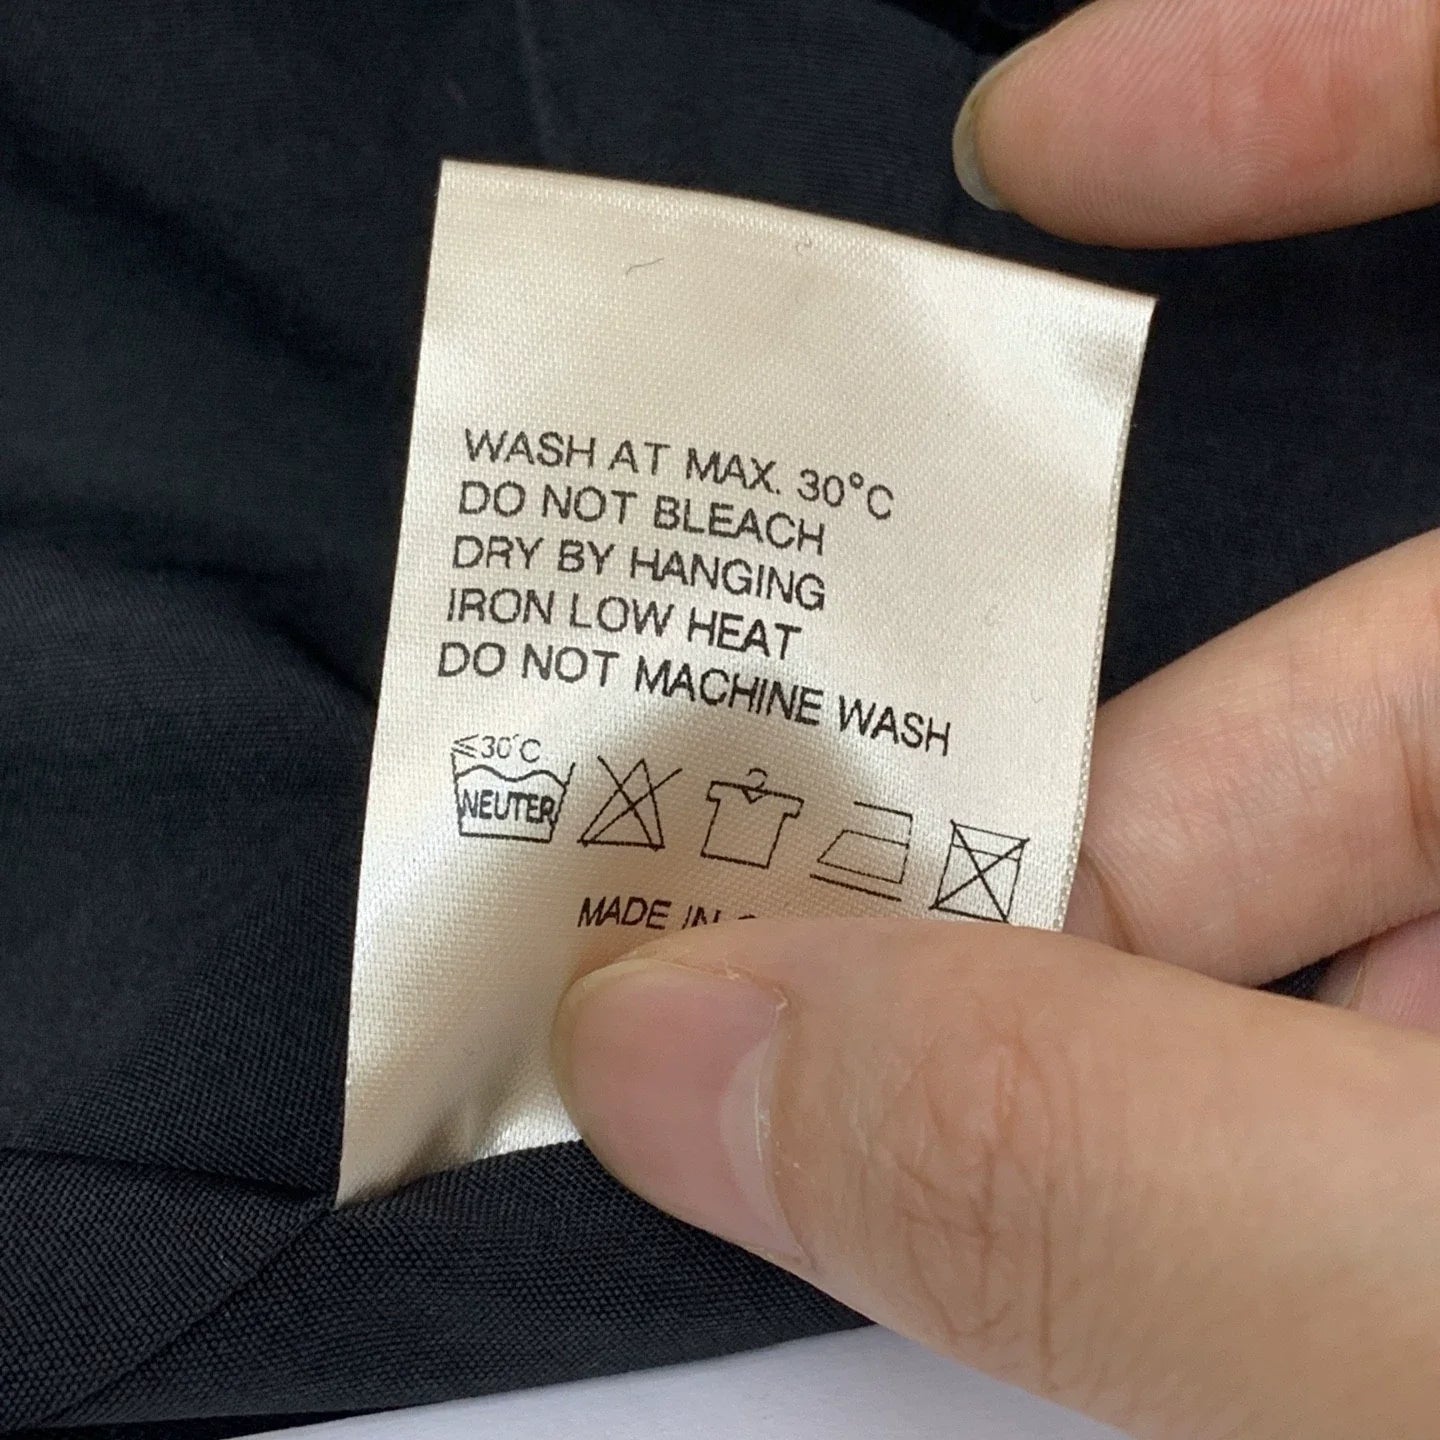 WASH AT MAX. 30°C
DO NOT BLEACH
DRY BY HANGING
IRON LOW HEAT
DO NOT MACHINE WASH
≤30°C
NEUTER
MADE IN